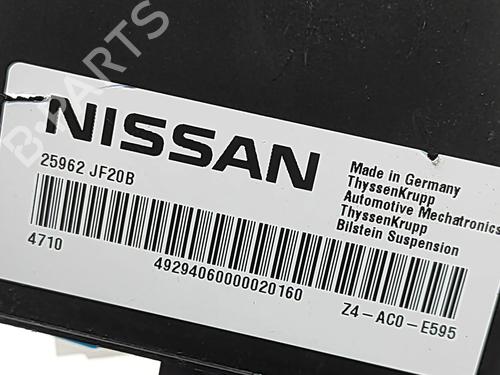 B-PARTS
NISSAN
25962 JF20B
Made in Germany
ThyssenKrupp
Automotive Mechatronics
ThyssenKrupp
Bilstein Suspension
4710
49294060000020160
Z4-AC0-E595